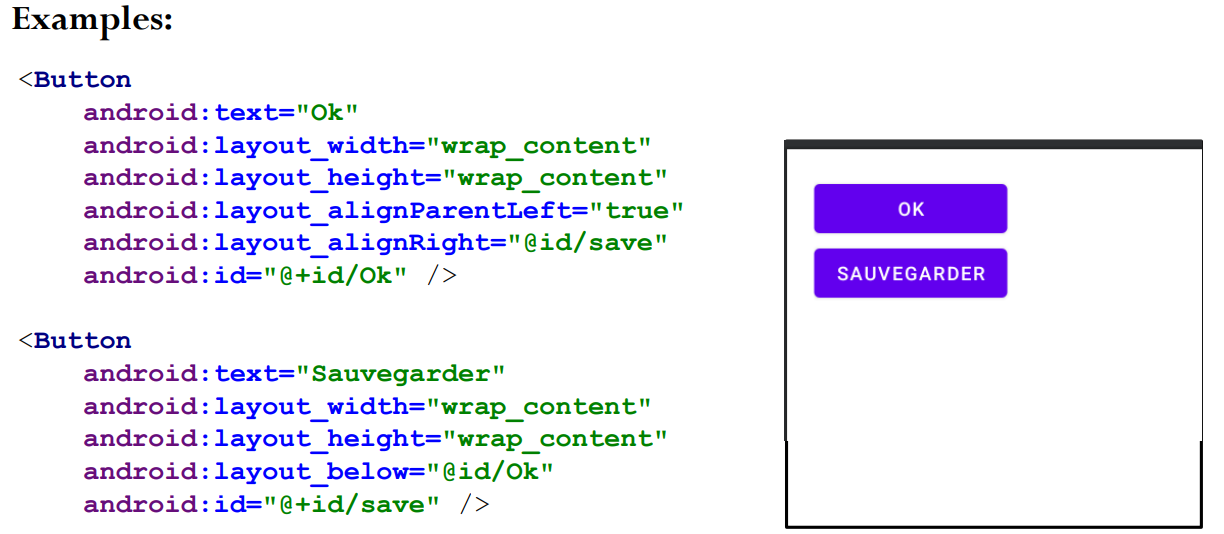 Examples:
<Button
android:text="Ok"
android:layout_width="wrap_content"
android:layout_height="wrap_content"
android:layout_alignParentLeft="true"
android:layout_alignRight="@id/save"
android:id="@+id/Ok" />
<Button
android:text="Sauvegarder"
android:layout_width="wrap_content"
android:layout_height="wrap_content"
android:layout_below="@id/Ok"
android:id="@+id/save" />
OK
SAUVEGARDER